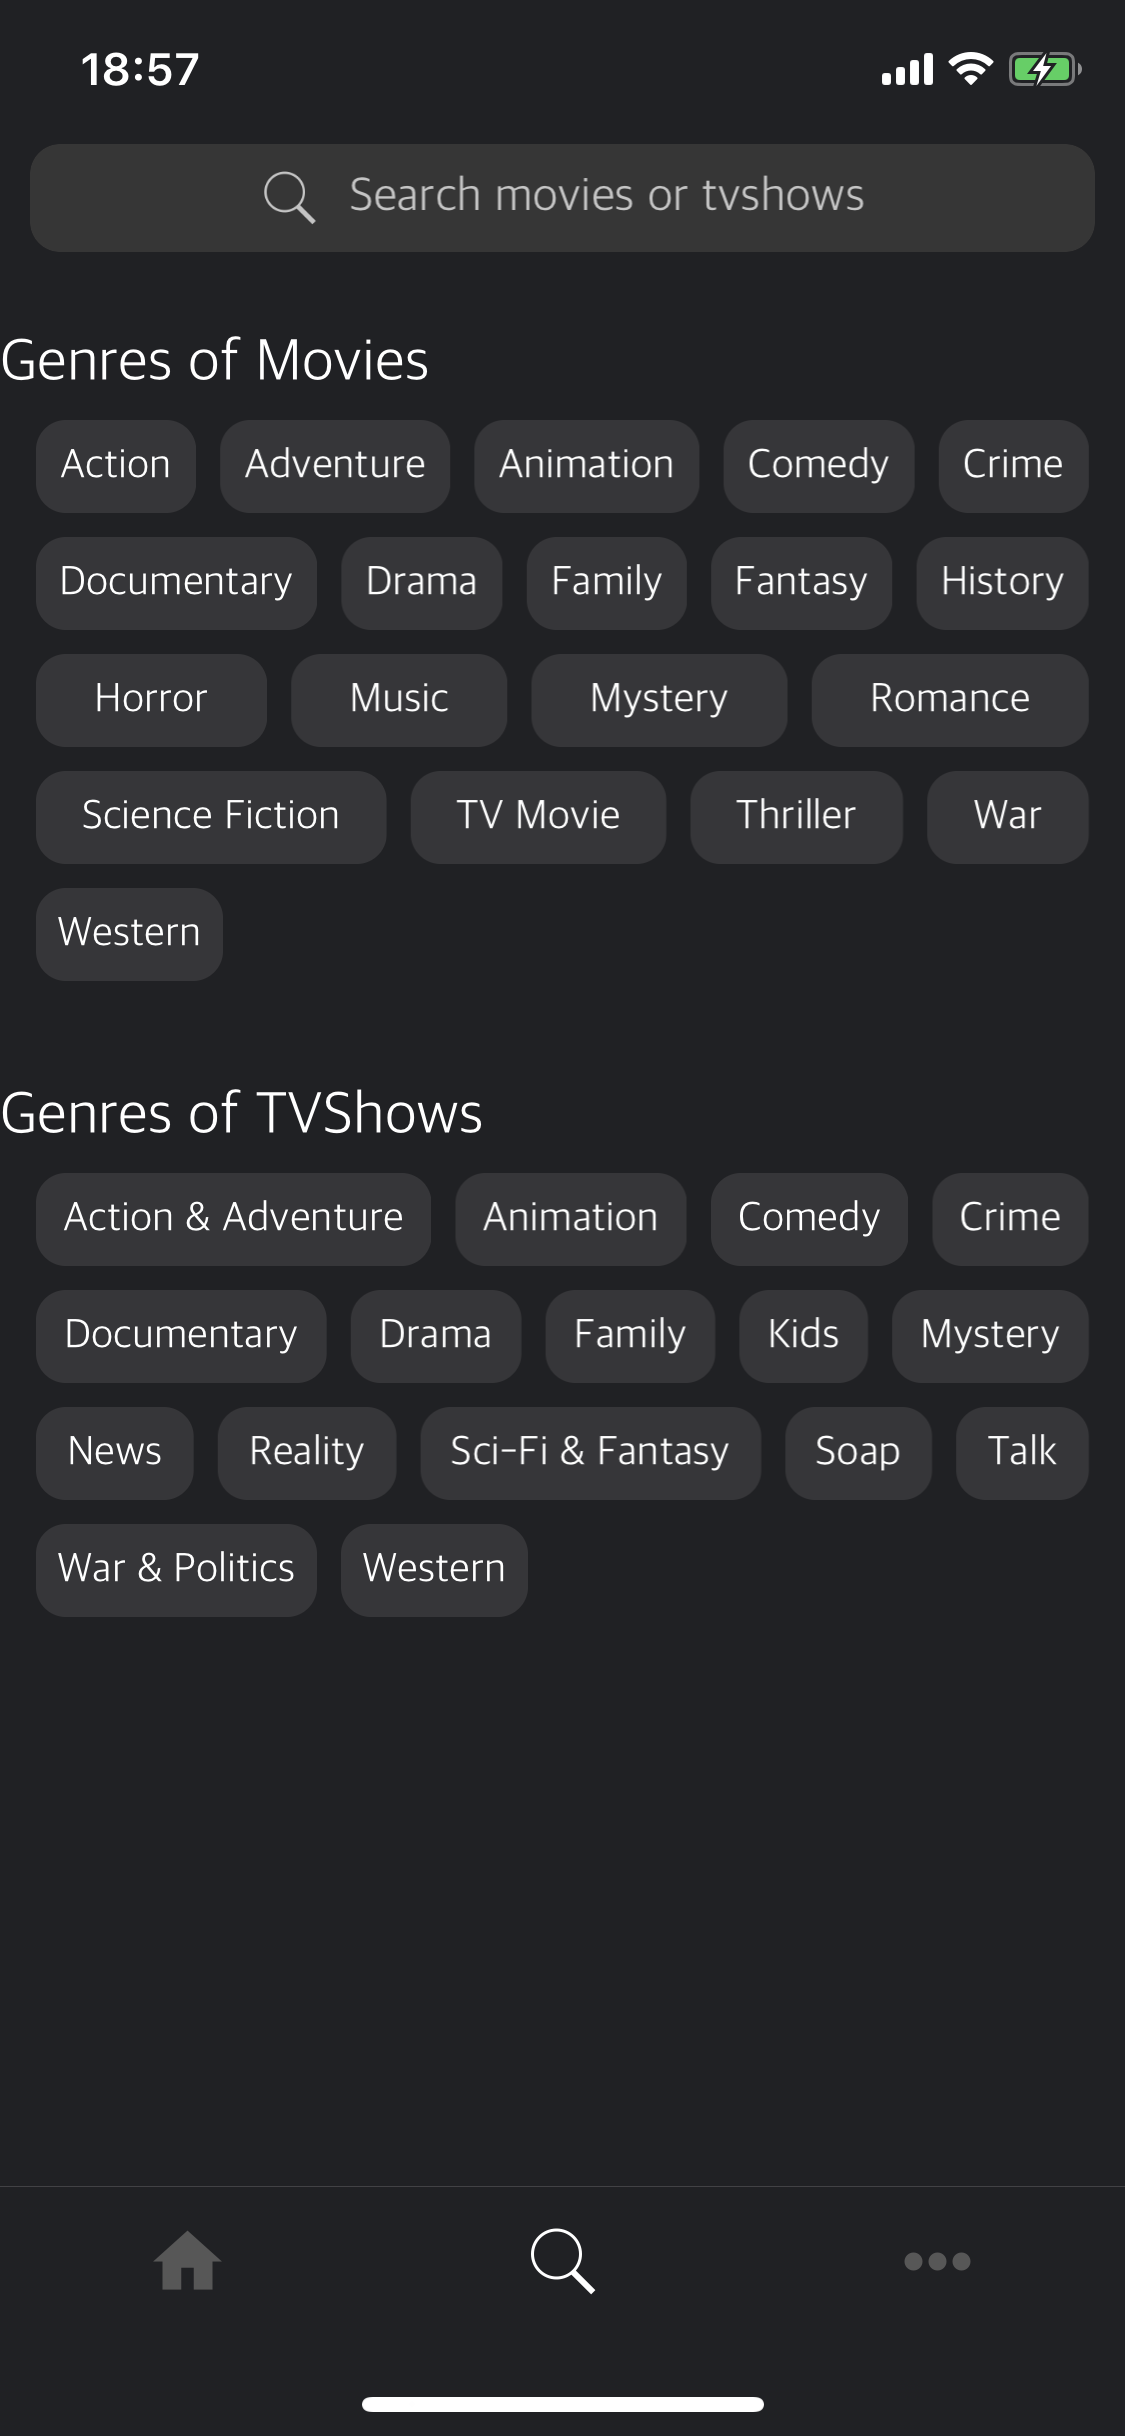 18:57
Search movies or tvshows
Genres of Movies
Action Adventure Animation Comedy Crime
Documentary Drama Family Fantasy History
Horror Music Mystery Romance
Science Fiction TV Movie Thriller War
Western
Genres of TVShows
Action & Adventure Animation Comedy Crime
Documentary Drama Family Kids Mystery
News Reality Sci-Fi & Fantasy Soap Talk
War & Politics Western